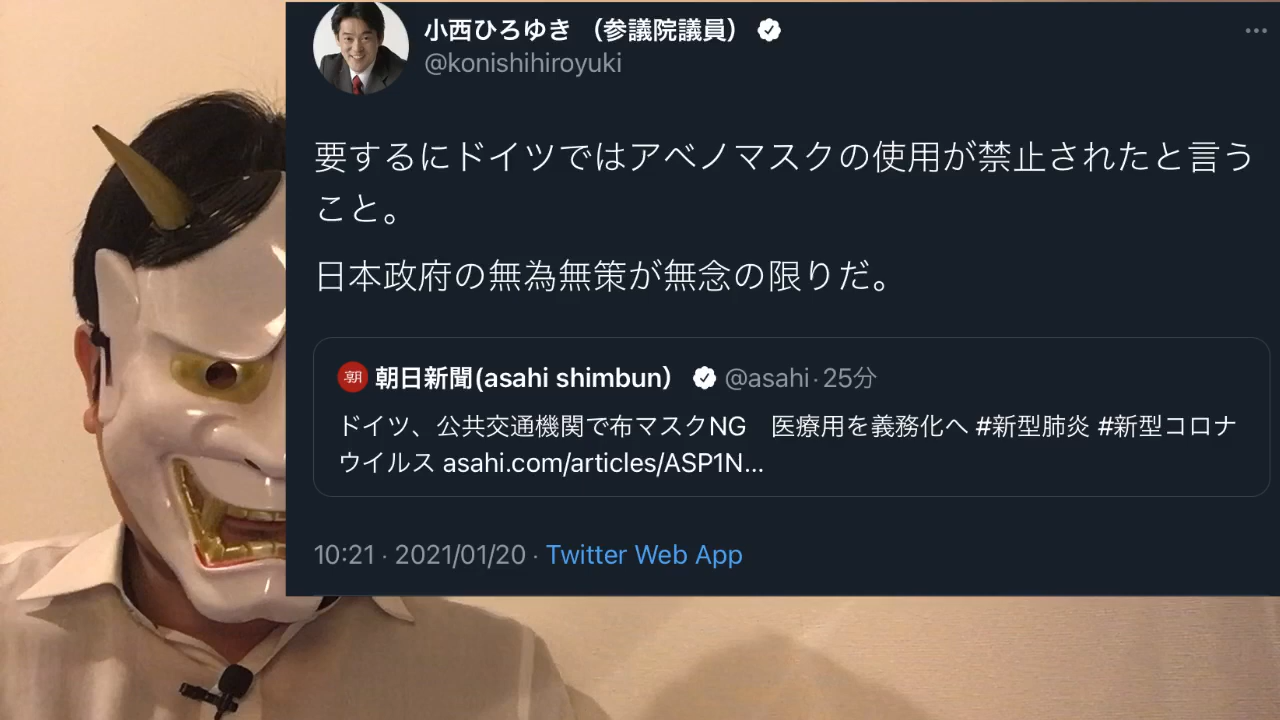 小西ひろゆき （参議院議員）
@konishihiroyuki
要するにドイツではアベノマスクの使用が禁止されたと言う
こと。
日本政府の無為無策が無念の限りだ。
朝 朝日新聞(asahi shimbun） @asahi · 25分
ドイツ、公共交通機関で布マスクNG　医療用を義務化へ #新型肺炎 #新型コロナ
ウイルス asahi.com/articles/ASP1N...
10:21 · 2021/01/20 · Twitter Web App